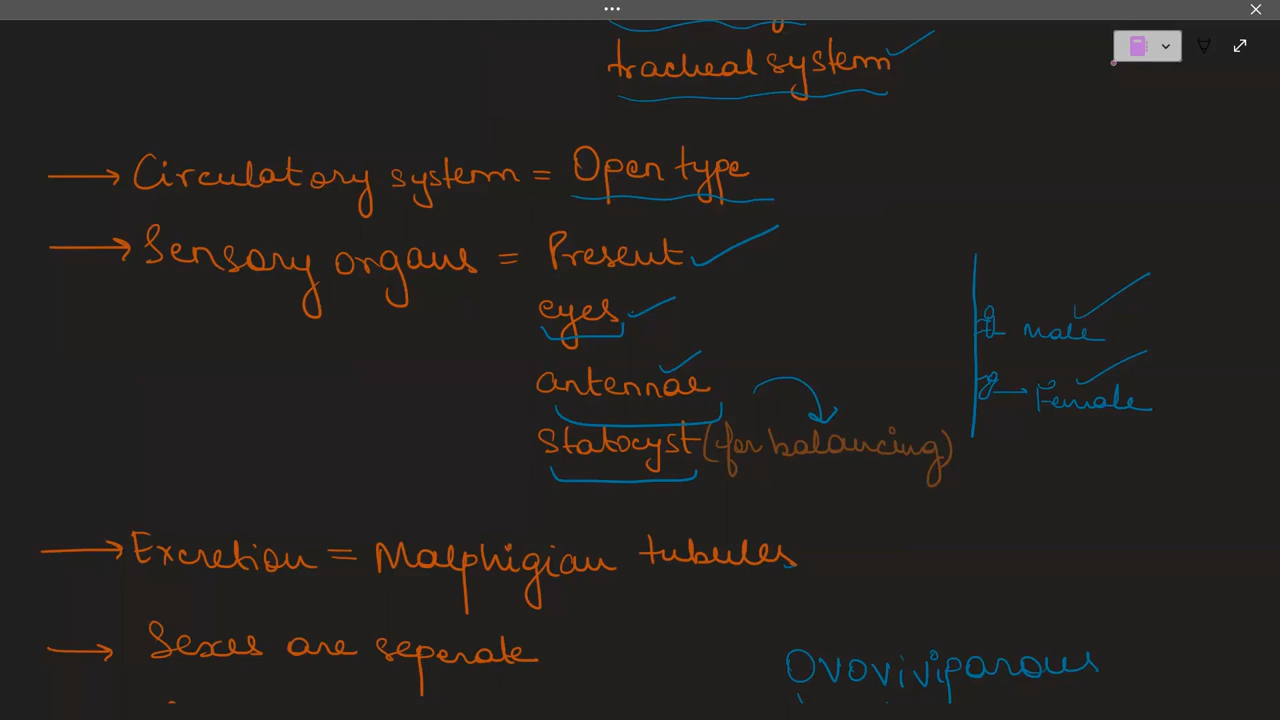 tracheal system
Circulatory system = Open type
Sensory organs = Present
eyes
antennae
Statocyst (for balancing)
Male
Female
Excretion = Malphigian tubules
Sexes are seperate
Ovoviviparous